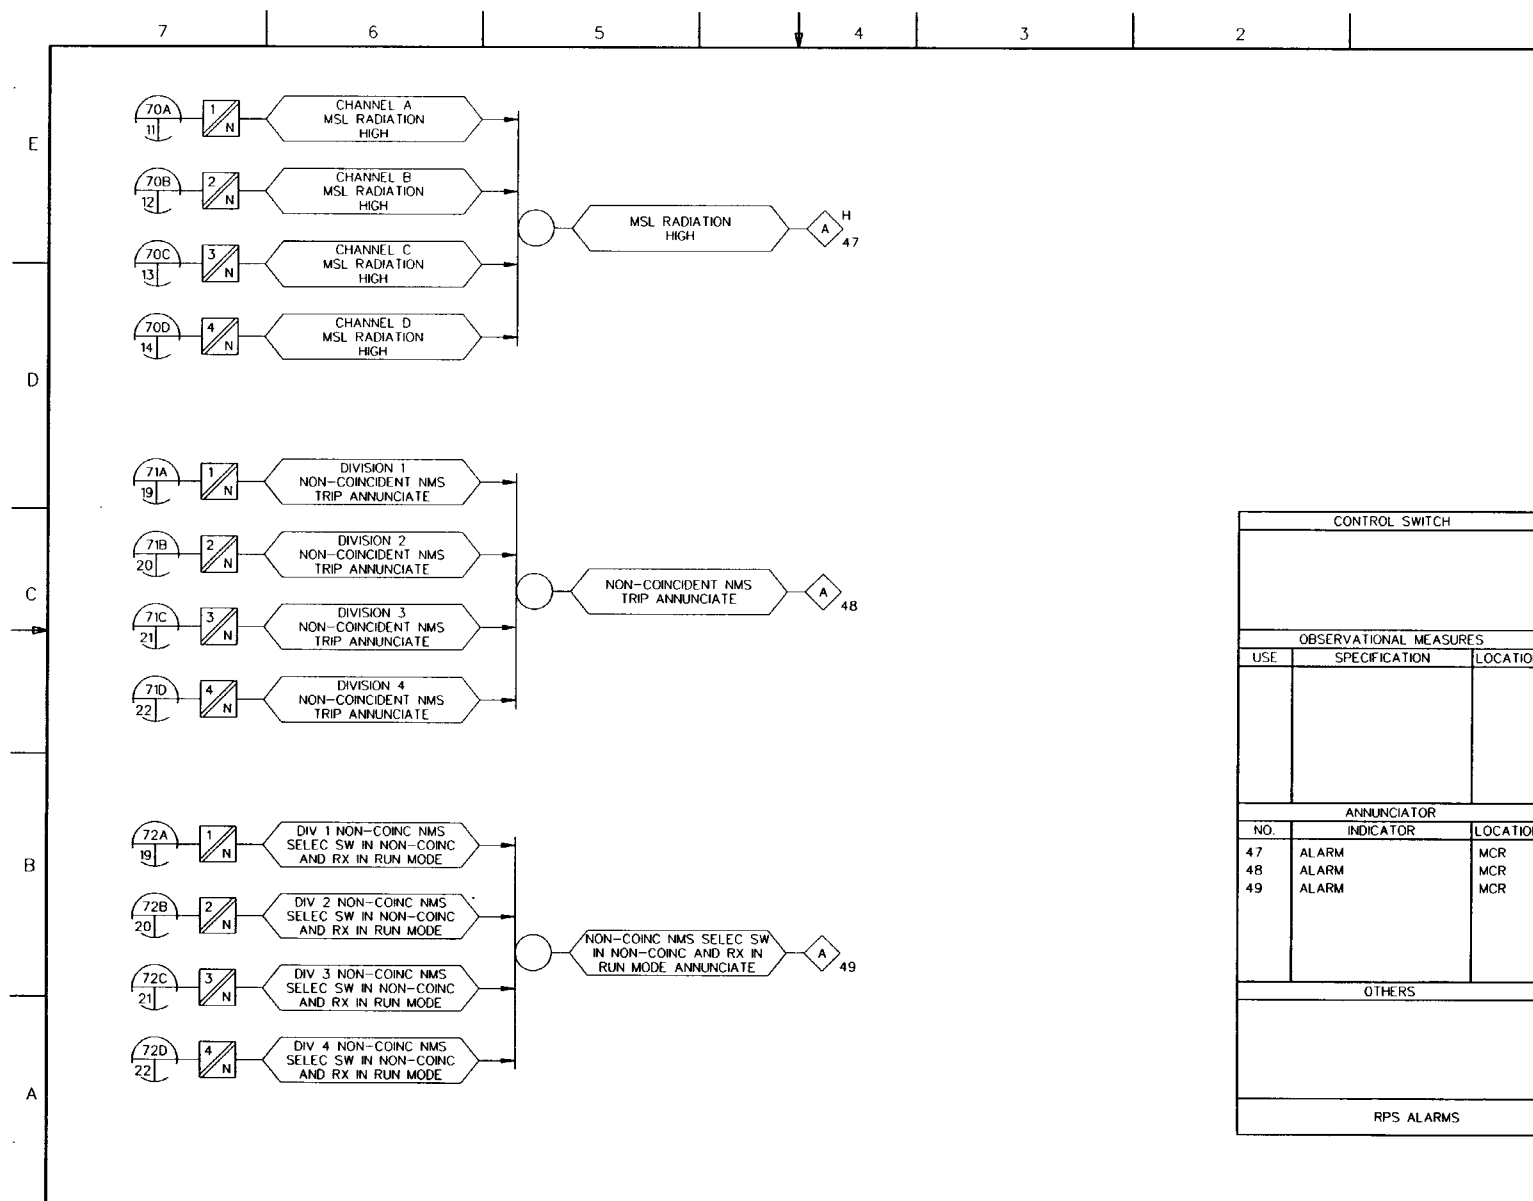 7 6 5 4 3 2
E
D
C
B
A
70A
11
1
N
CHANNEL A
MSL RADIATION
HIGH
70B
12
2
N
CHANNEL B
MSL RADIATION
HIGH
70C
13
3
N
CHANNEL C
MSL RADIATION
HIGH
70D
14
4
N
CHANNEL D
MSL RADIATION
HIGH
MSL RADIATION
HIGH
A
H
47
71A
19
1
N
DIVISION 1
NON-COINCIDENT NMS
TRIP ANNUNCIATE
71B
20
2
N
DIVISION 2
NON-COINCIDENT NMS
TRIP ANNUNCIATE
71C
21
3
N
DIVISION 3
NON-COINCIDENT NMS
TRIP ANNUNCIATE
71D
22
4
N
DIVISION 4
NON-COINCIDENT NMS
TRIP ANNUNCIATE
NON-COINCIDENT NMS
TRIP ANNUNCIATE
A
48
72A
19
1
N
DIV 1 NON-COINC NMS
SELEC SW IN NON-COINC
AND RX IN RUN MODE
72B
20
2
N
DIV 2 NON-COINC NMS
SELEC SW IN NON-COINC
AND RX IN RUN MODE
72C
21
3
N
DIV 3 NON-COINC NMS
SELEC SW IN NON-COINC
AND RX IN RUN MODE
72D
22
4
N
DIV 4 NON-COINC NMS
SELEC SW IN NON-COINC
AND RX IN RUN MODE
NON-COINC NMS SELEC SW
IN NON-COINC AND RX IN
RUN MODE ANNUNCIATE
A
49
CONTROL SWITCH
OBSERVATIONAL MEASURES
USE SPECIFICATION LOCATION
ANNUNCIATOR
NO. INDICATOR LOCATION
47 ALARM MCR
48 ALARM MCR
49 ALARM MCR
OTHERS
RPS ALARMS